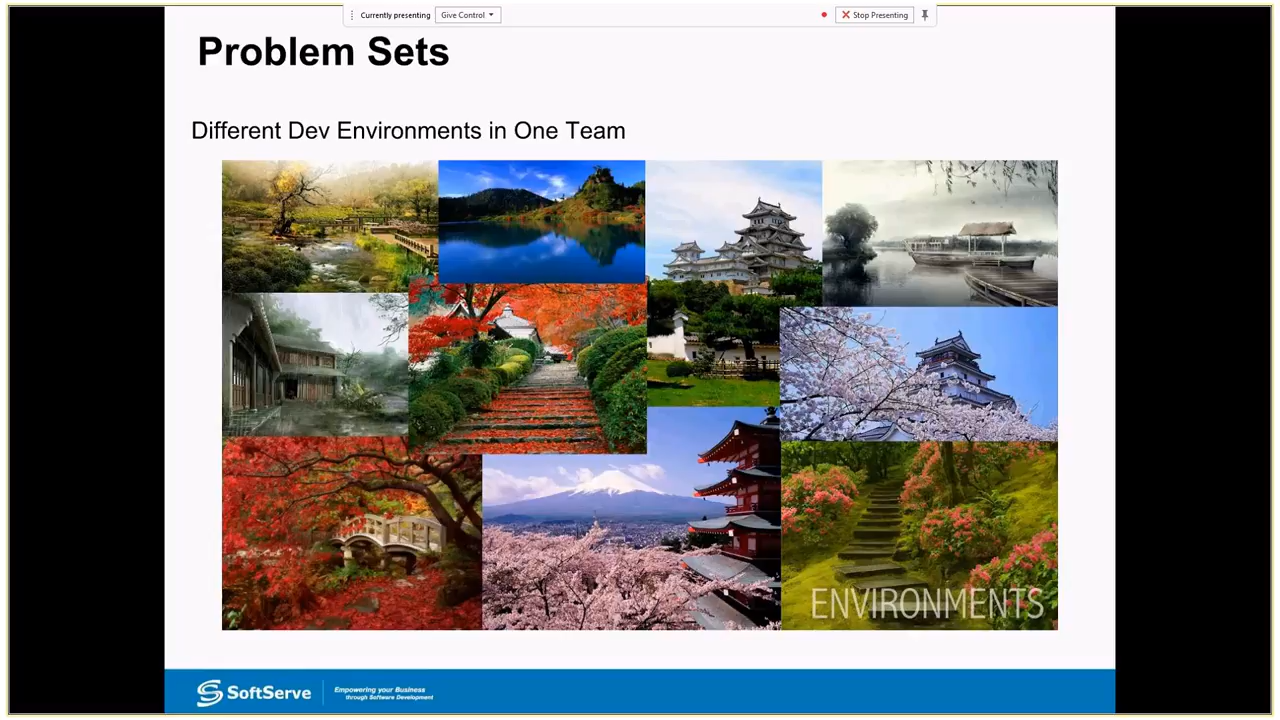 Currently presenting
Give Control
Stop Presenting
Problem Sets
Different Dev Environments in One Team
ENVIRONMENTS
SoftServe
Empowering your Business
through Software Development